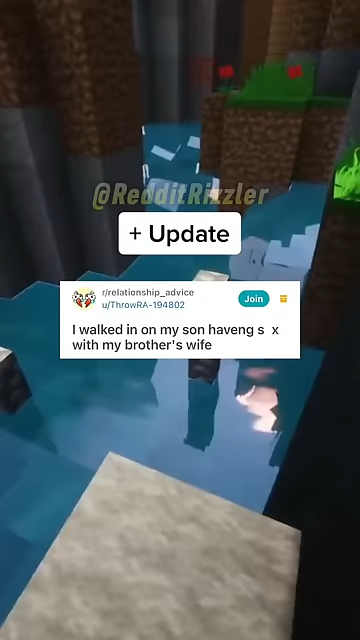 @RedditRizzler
+ Update
r/relationship_advice
u/ThrowRA-194802
Join
I walked in on my son haveng s x
with my brother's wife